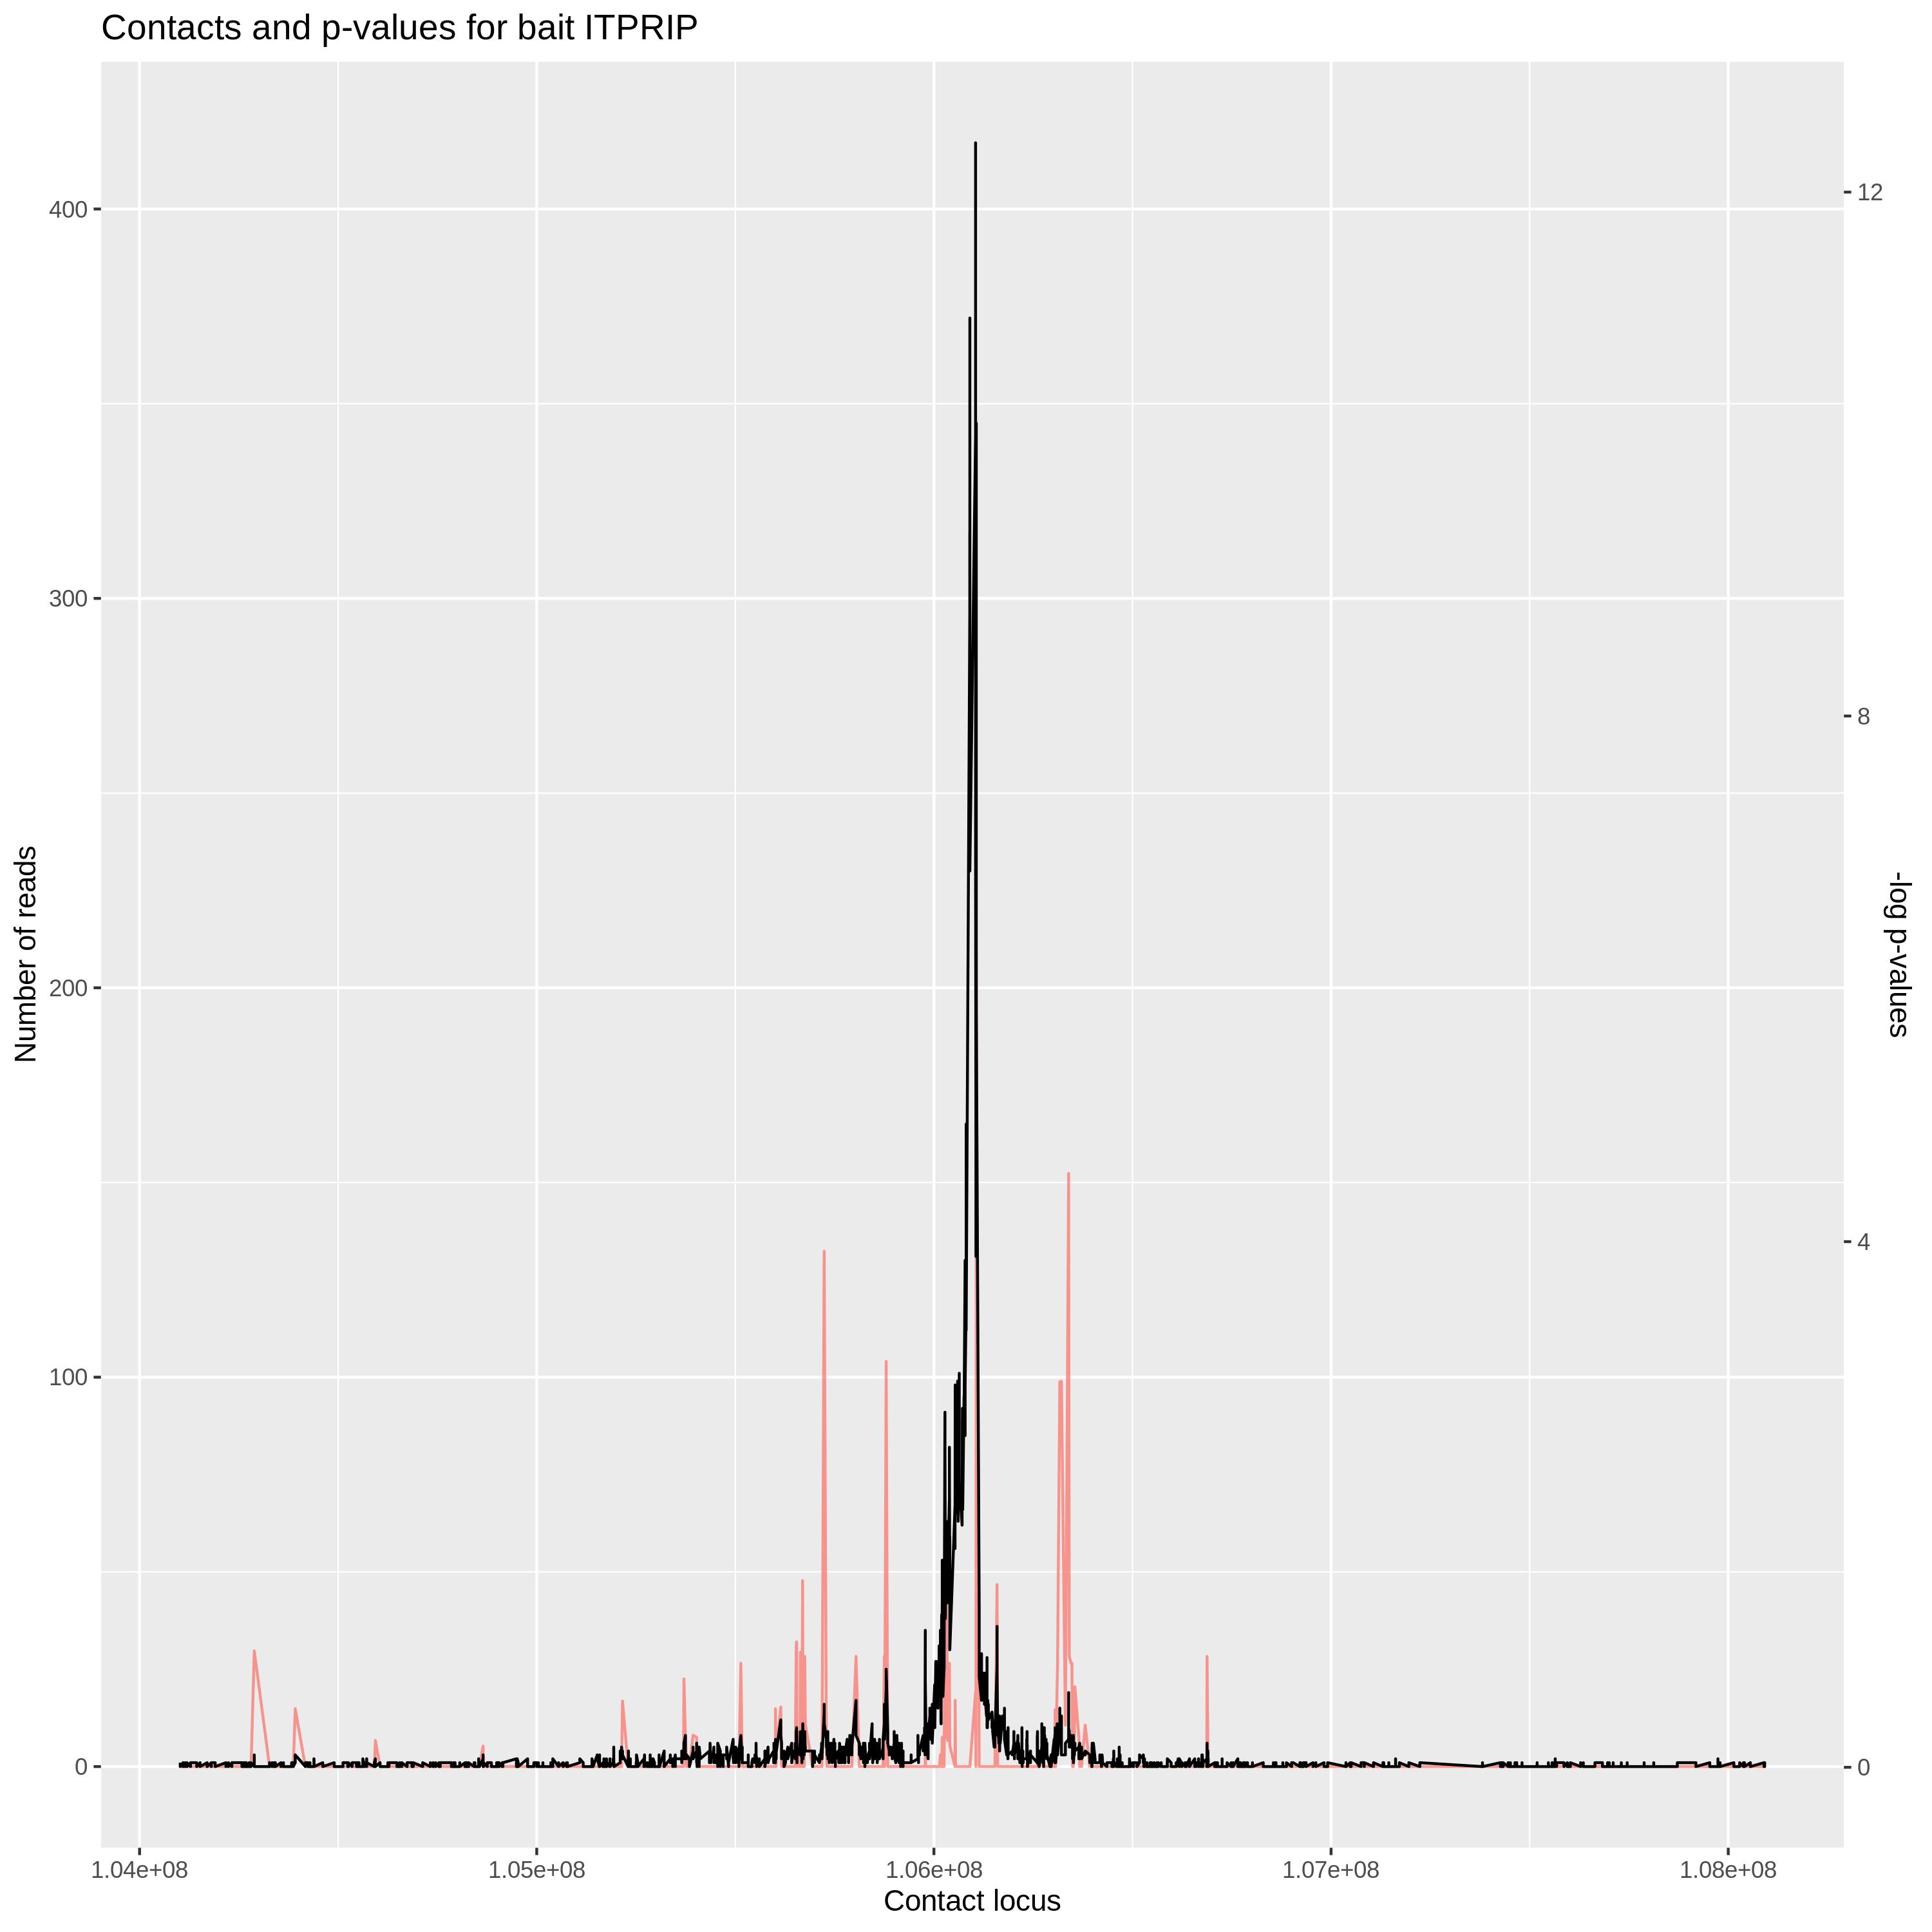 Contacts and p-values for bait ITPRIP
400
300
200
100
0
Number of reads
12
8
4
0
-log p-values
1.04e+08
1.05e+08
1.06e+08
1.07e+08
1.08e+08
Contact locus